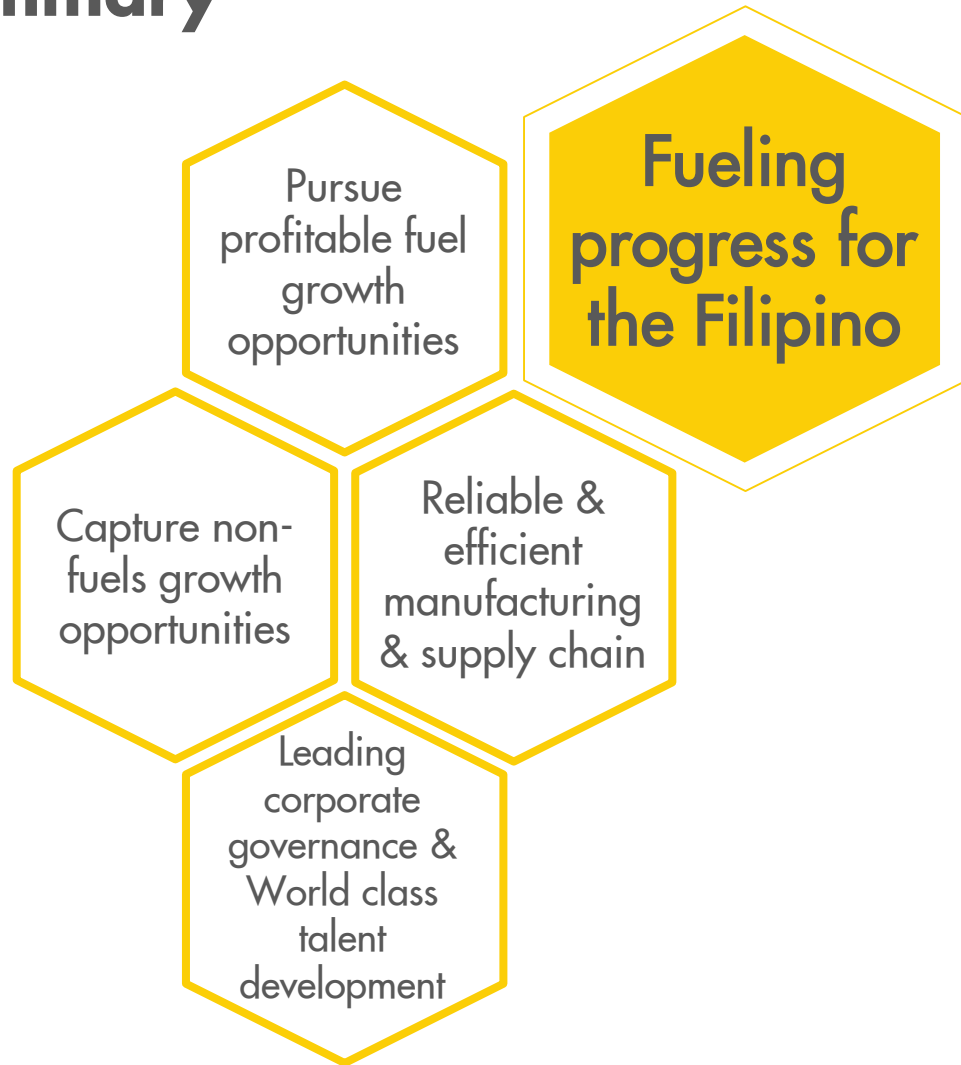 Pursue
profitable fuel
growth
opportunities
Fueling
progress for
the Filipino
Capture non-
fuels growth
opportunities
Reliable &
efficient
manufacturing
& supply chain
Leading
corporate
governance &
World class
talent
development